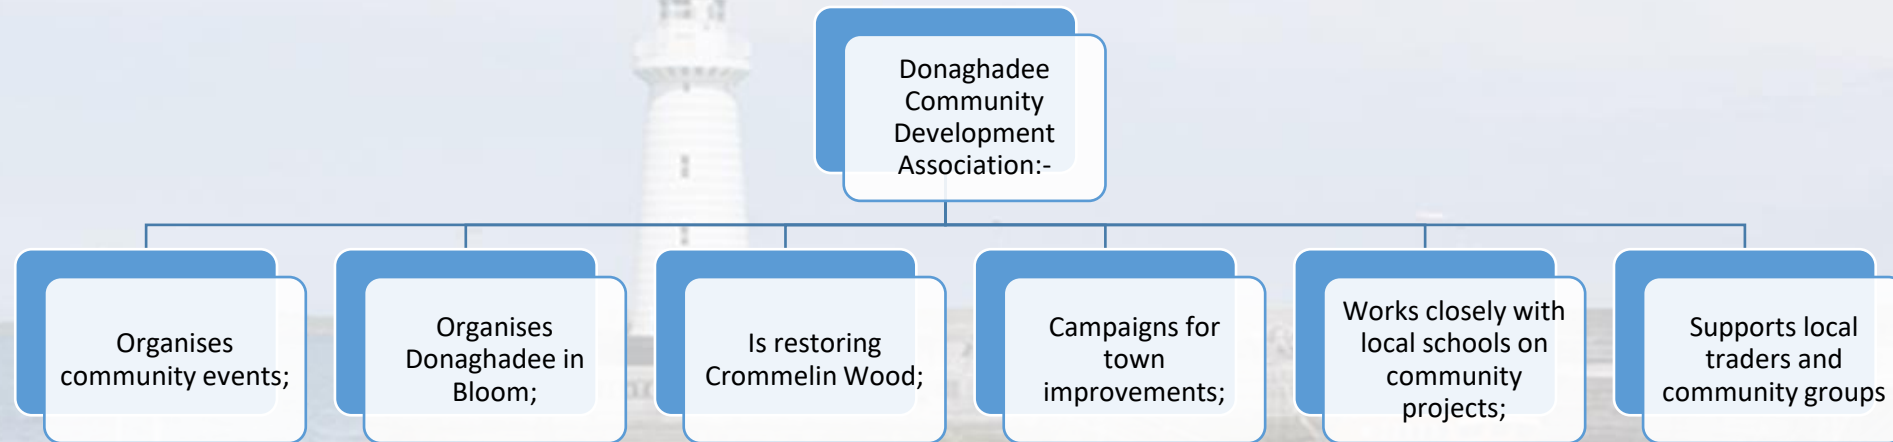 Donaghadee
Community
Development
Association:-
Organises
community events;
Organises
Donaghadee in
Bloom;
Is restoring
Crommelin Wood;
Campaigns for
town
improvements;
Works closely with
local schools on
community
projects;
Supports local
traders and
community groups